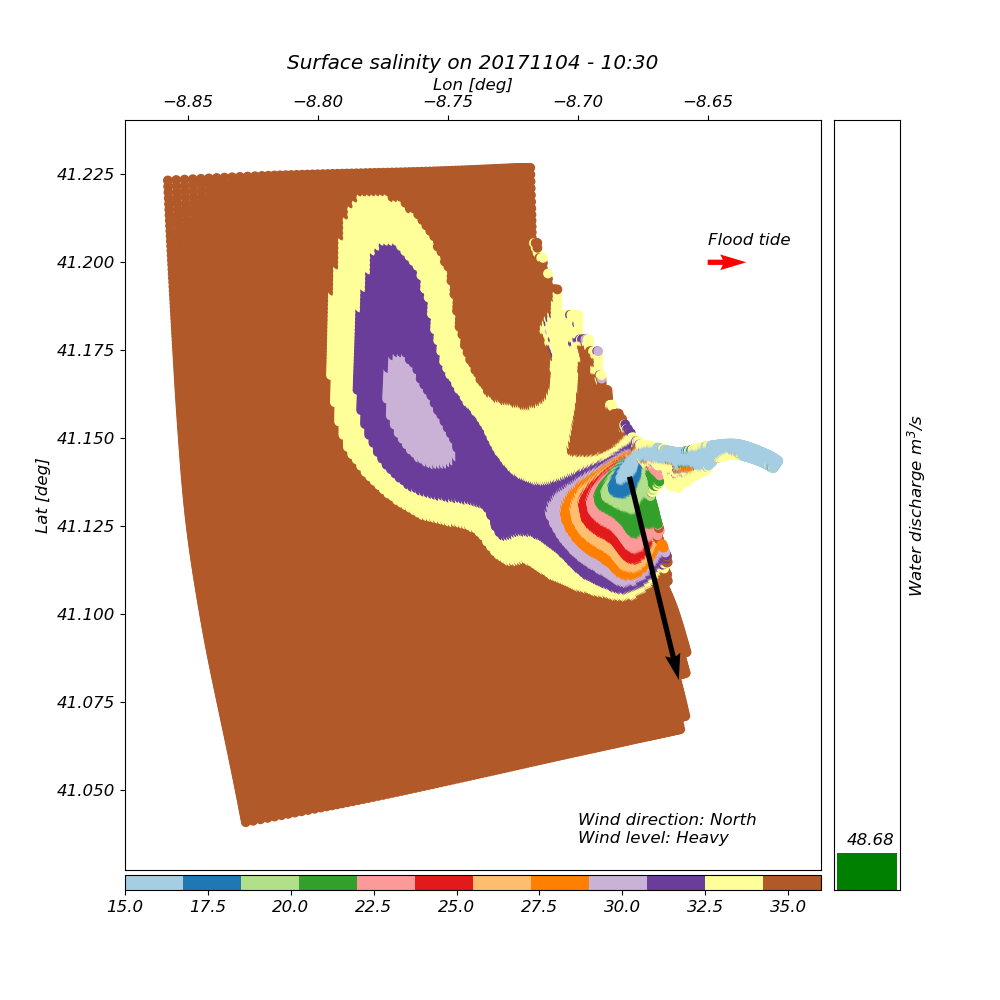 Surface salinity on 20171104 - 10:30
Lon [deg]
−8.85 −8.80 −8.75 −8.70 −8.65
41.225
41.200
41.175
41.150
41.125
41.100
41.075
41.050
Lat [deg]
Flood tide
Wind direction: North
Wind level: Heavy
15.0 17.5 20.0 22.5 25.0 27.5 30.0 32.5 35.0
48.68
Water discharge m³/s